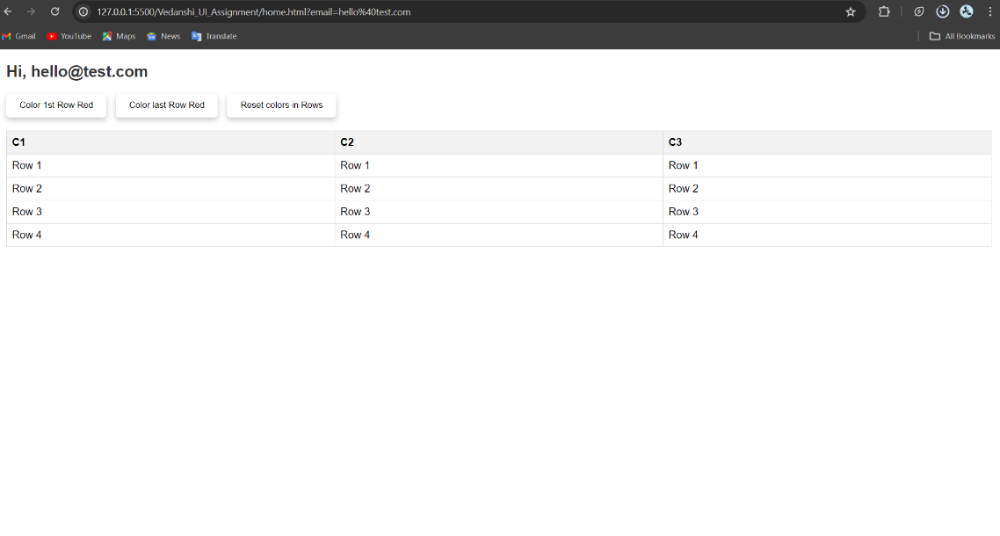 127.0.0.1:5500/Vedanshi_UI_Assignment/home.html?email=hello%40test.com
Gmail YouTube Maps News Translate All Bookmarks
Hi, hello@test.com
Color 1st Row Red Color last Row Red Reset colors in Rows
C1 C2 C3
Row 1 Row 1 Row 1
Row 2 Row 2 Row 2
Row 3 Row 3 Row 3
Row 4 Row 4 Row 4